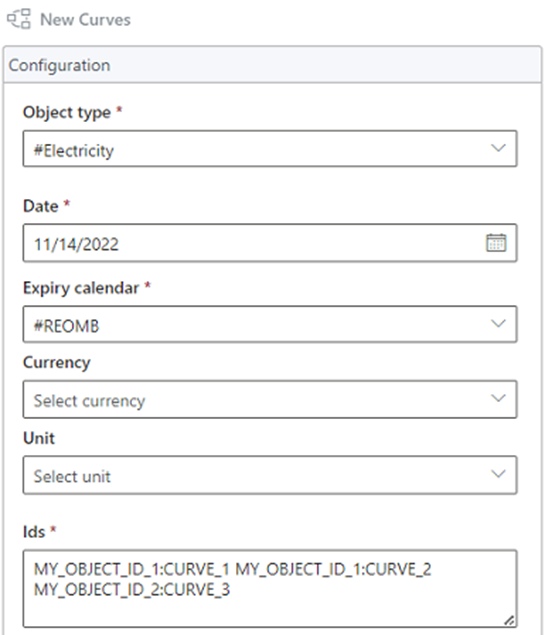 New Curves
Configuration
Object type *
#Electricity
Date *
11/14/2022
Expiry calendar *
#REOMB
Currency
Select currency
Unit
Select unit
Ids *
MY_OBJECT_ID_1:CURVE_1 MY_OBJECT_ID_1:CURVE_2
MY_OBJECT_ID_2:CURVE_3